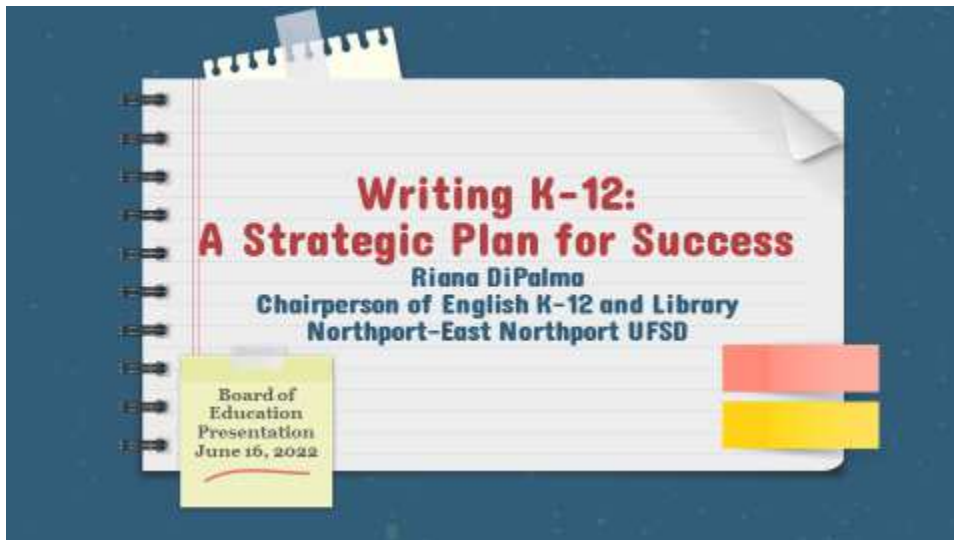 Writing K-12:
A Strategic Plan for Success
Riana DiPalma
Chairperson of English K-12 and Library
Northport-East Northport UFSD
Board of
Education
Presentation
June 16, 2022